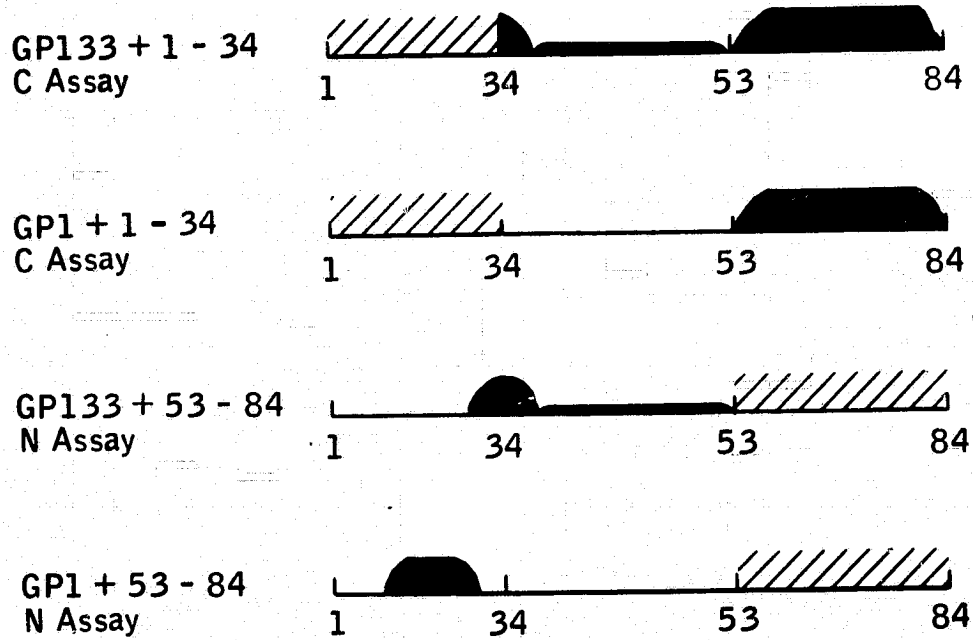 GP133 + 1 - 34
C Assay
1 34 53 84
GP1 + 1 - 34
C Assay
1 34 53 84
GP133 + 53 - 84
N Assay
1 34 53 84
GP1 + 53 - 84
N Assay
1 34 53 84